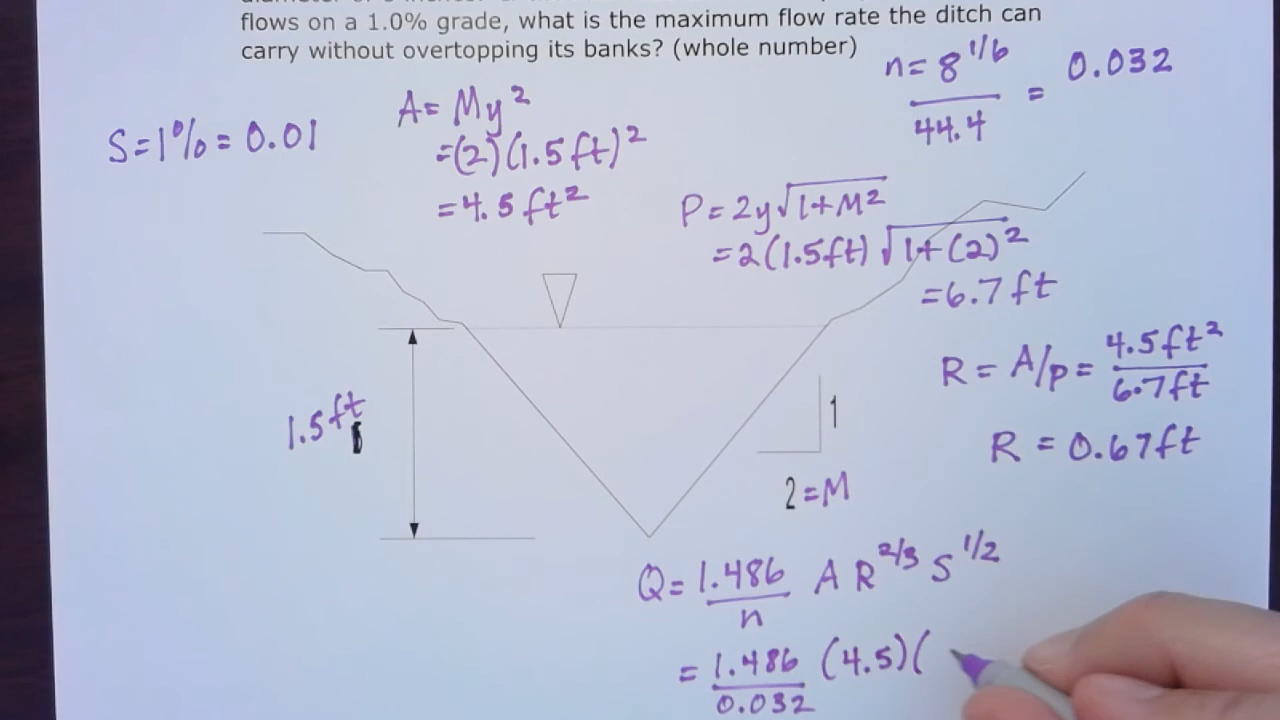 flows on a 1.0% grade, what is the maximum flow rate the ditch can
carry without overtopping its banks? (whole number)
n = 8^1/6 / 44.4 = 0.032
S = 1% = 0.01
A = My²
= (2)(1.5ft)²
= 4.5 ft²
P = 2y√1+M²
= 2(1.5ft)√1+(2)²
= 6.7 ft
R = A/P = 4.5ft² / 6.7ft
R = 0.67ft
1.5ft
1
2 = M
Q = 1.486 / n A R^2/3 S^1/2
= 1.486 / 0.032 (4.5)(